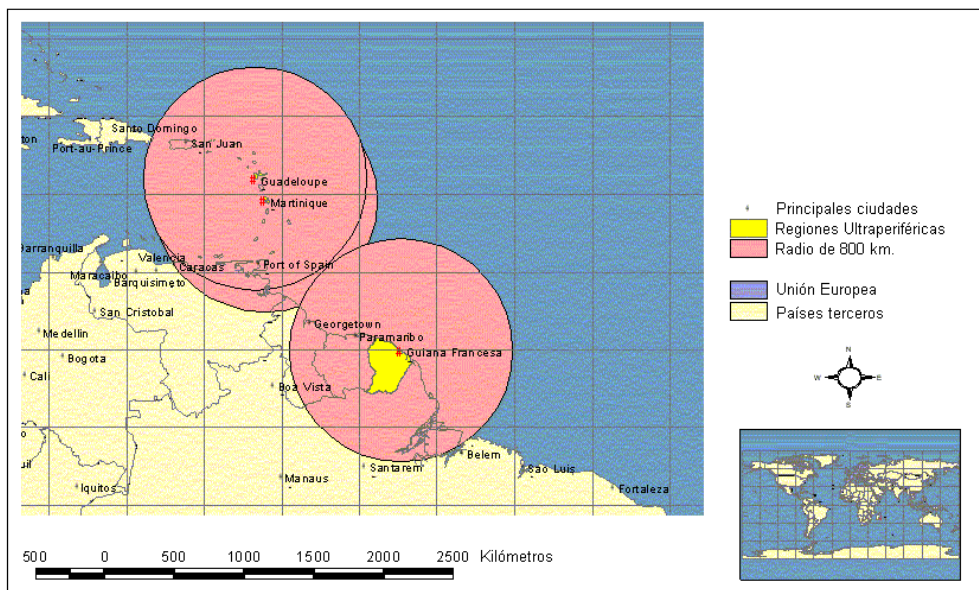 Santo Domingo
ton
Port-au-Prince
San Juan
Guadeloupe
Martinique
Barranquilla
Valencia
Port of Spain
Maracaibo
Caracas
Barquisimeto
San Cristobal
Georgetown
Medellin
Paramaribo
Bogota
Guiana Francesa
Cali
Boa Vista
Belem
Santarem
São Luis
uil
Iquitos
Manaus
Fortaleza
Principales ciudades
Regiones Ultraperiféricas
Radio de 800 km.
Unión Europea
Países terceros
N
W E
S
500 0 500 1000 1500 2000 2500 Kilómetros